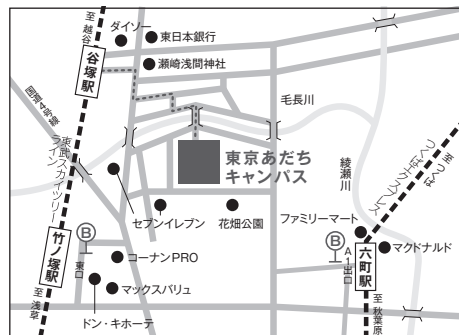 至 越谷
ダイソー
東日本銀行
谷塚駅
瀬崎浅間神社
国道4号線
毛長川
東武スカイツリー
ライン
東京あだち
キャンパス
綾瀬川
至 つくば
つくばエクスプレス
セブンイレブン
花畑公園
ファミリーマート
B
竹ノ塚駅
東口
コーナンPRO
B
A1出口
六町駅
マクドナルド
マックスバリュ
至 浅草
ドン・キホーテ
至 秋葉原